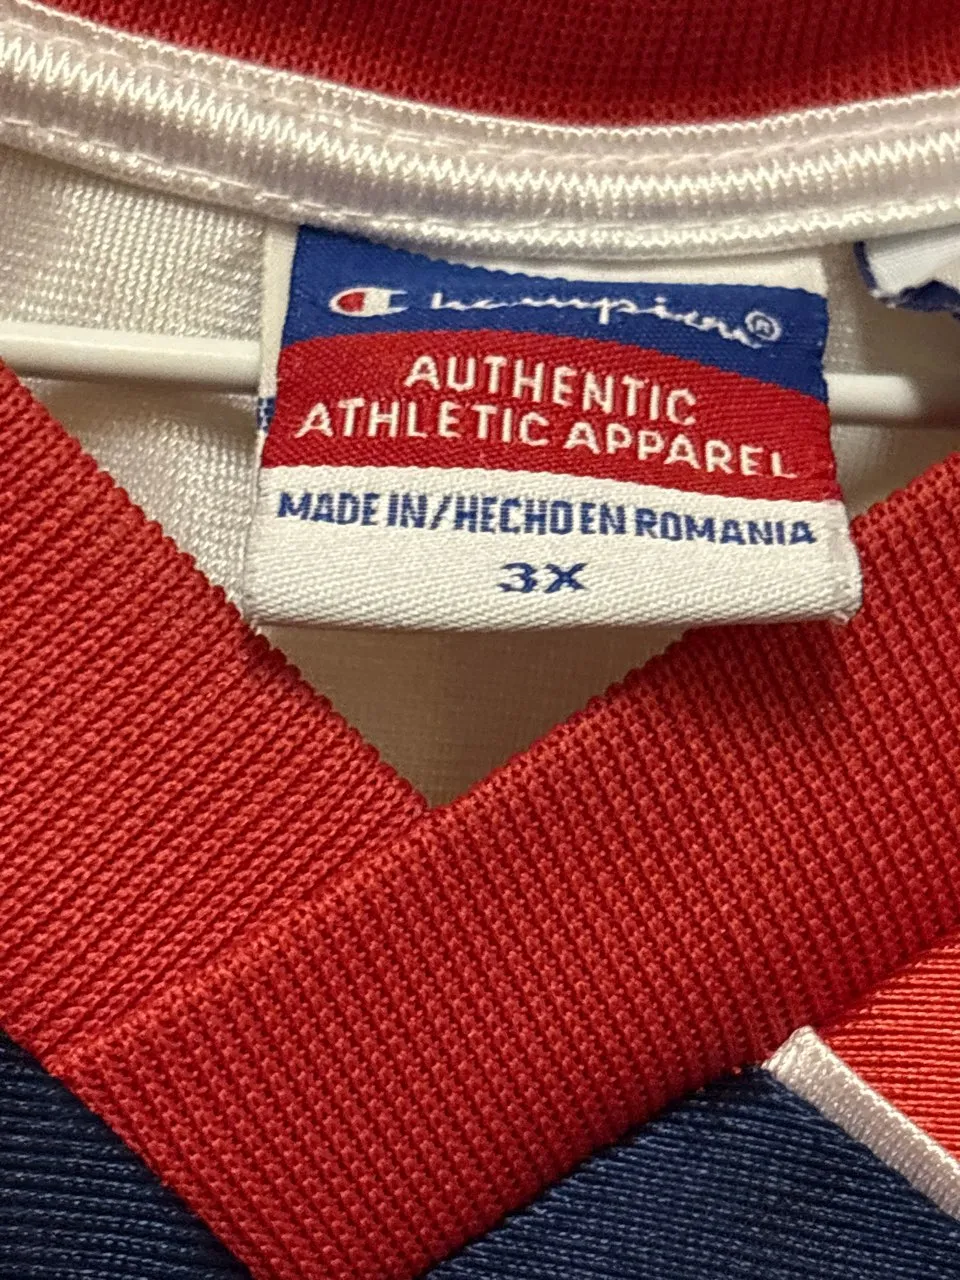 Champion®
AUTHENTIC
ATHLETIC APPAREL
MADE IN/HECHO EN ROMANIA
3X